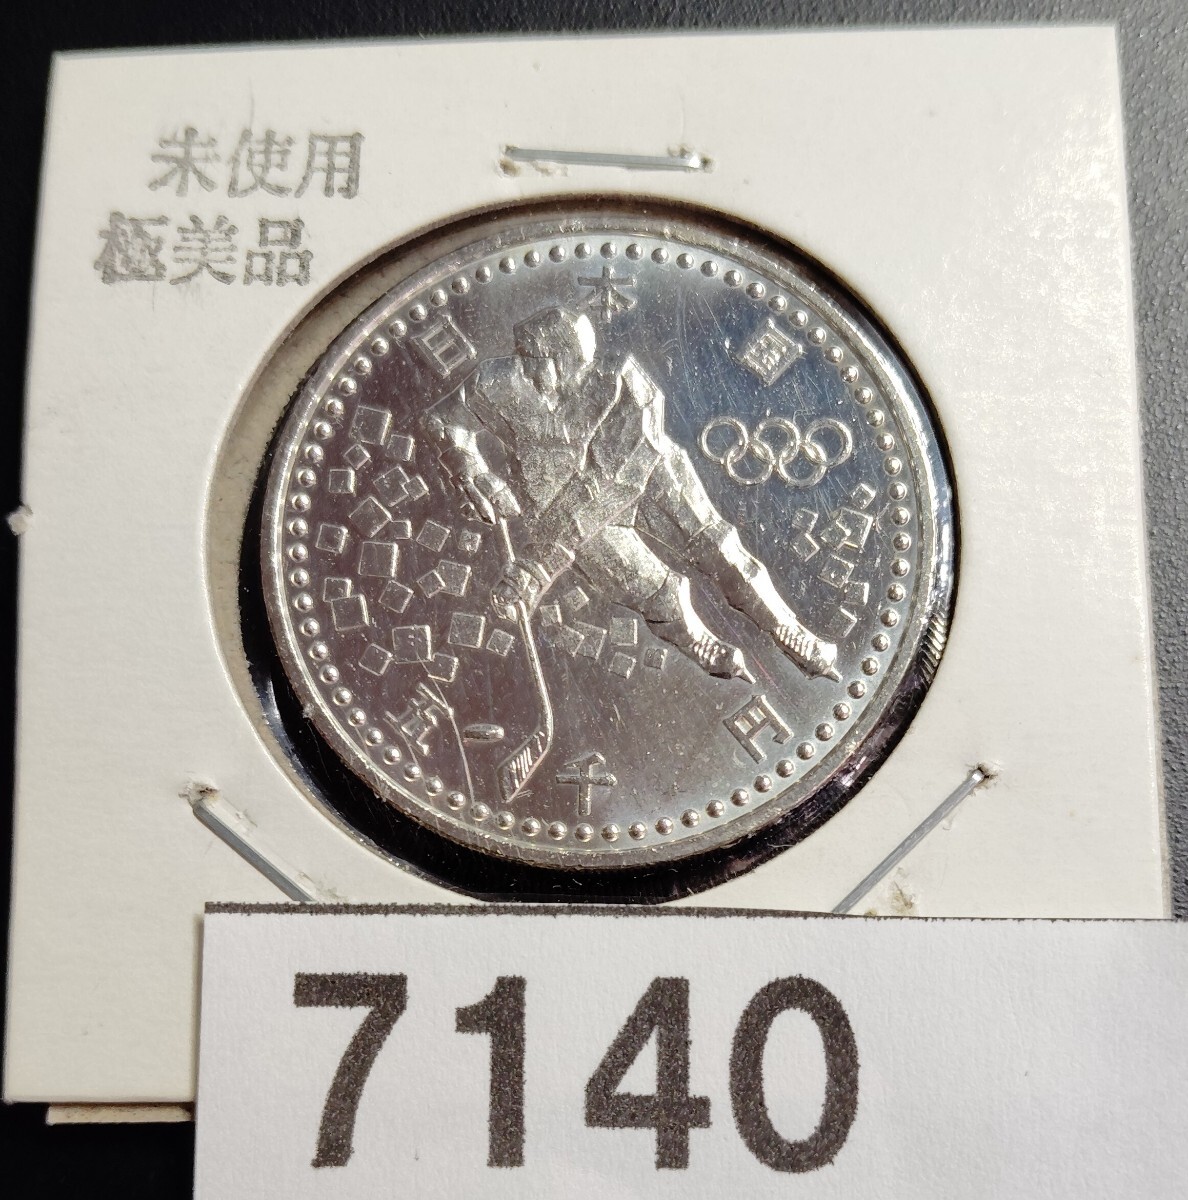 未使用
極美品
日本国
五千円
7140